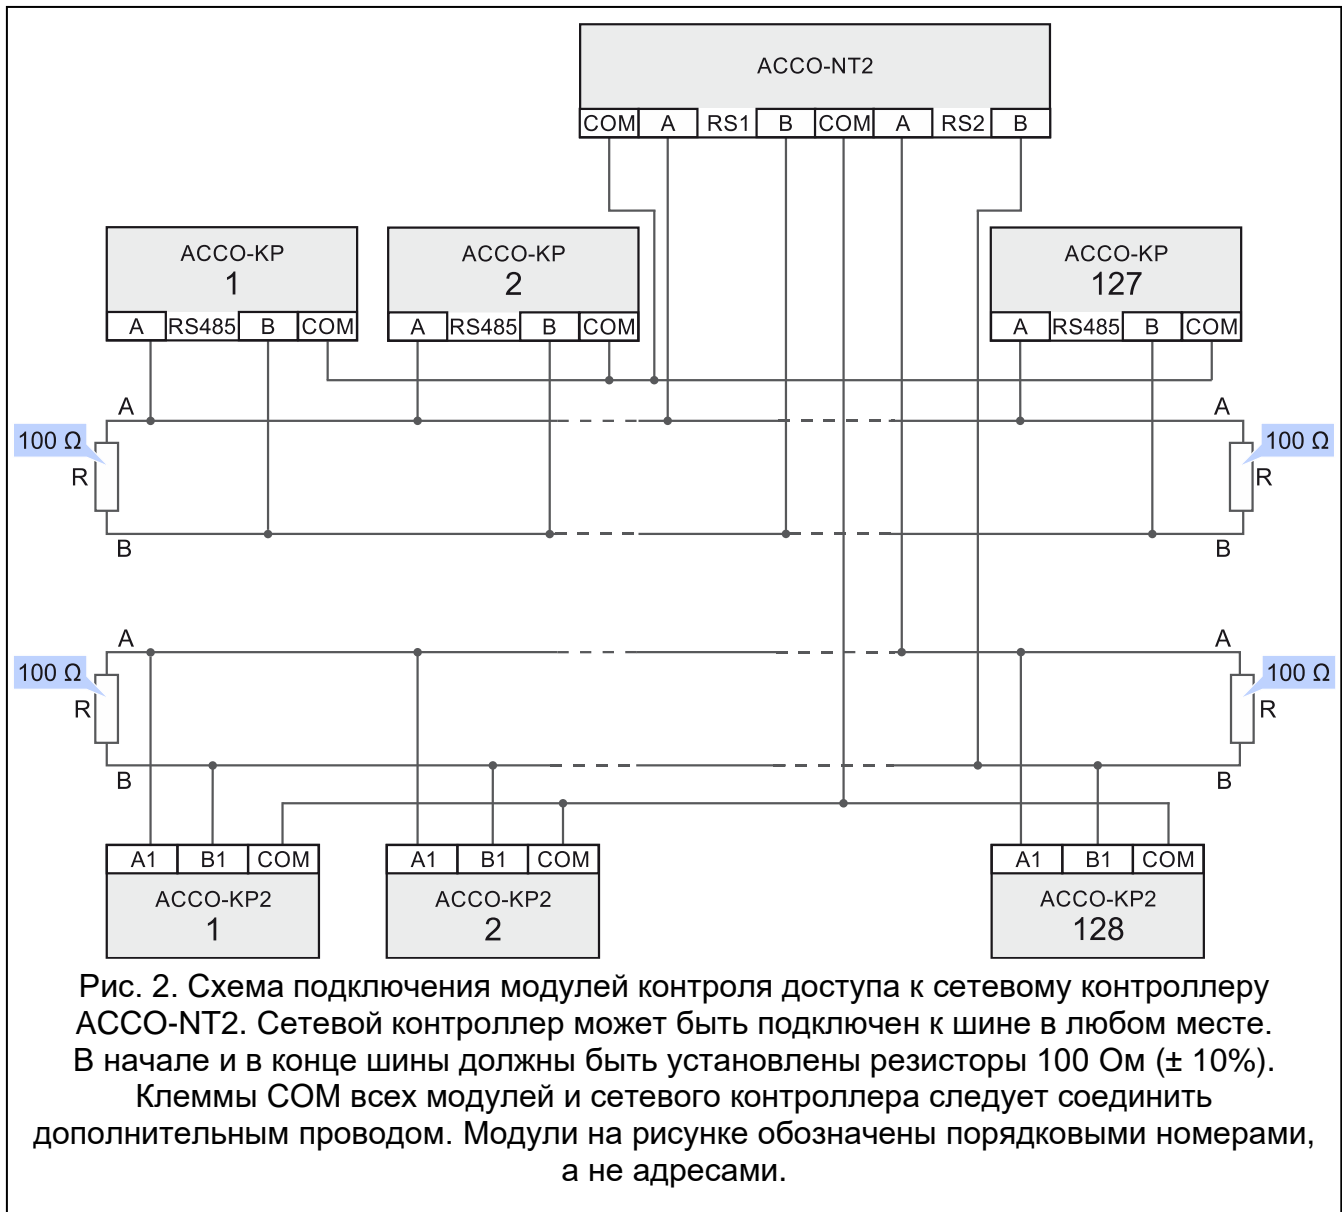 ACCO-NT2
COM A RS1 B COM A RS2 B
ACCO-KP
1
A RS485 B COM
ACCO-KP
2
A RS485 B COM
ACCO-KP
127
A RS485 B COM
A
A
100 Ω
R
100 Ω
R
B
B
A
A
100 Ω
R
100 Ω
R
B
B
A1 B1 COM
ACCO-KP2
1
A1 B1 COM
ACCO-KP2
2
A1 B1 COM
ACCO-KP2
128
Рис. 2. Схема подключения модулей контроля доступа к сетевому контроллеру
ACCO-NT2. Сетевой контроллер может быть подключен к шине в любом месте.
В начале и в конце шины должны быть установлены резисторы 100 Ом (± 10%).
Клеммы COM всех модулей и сетевого контроллера следует соединить
дополнительным проводом. Модули на рисунке обозначены порядковыми номерами,
а не адресами.